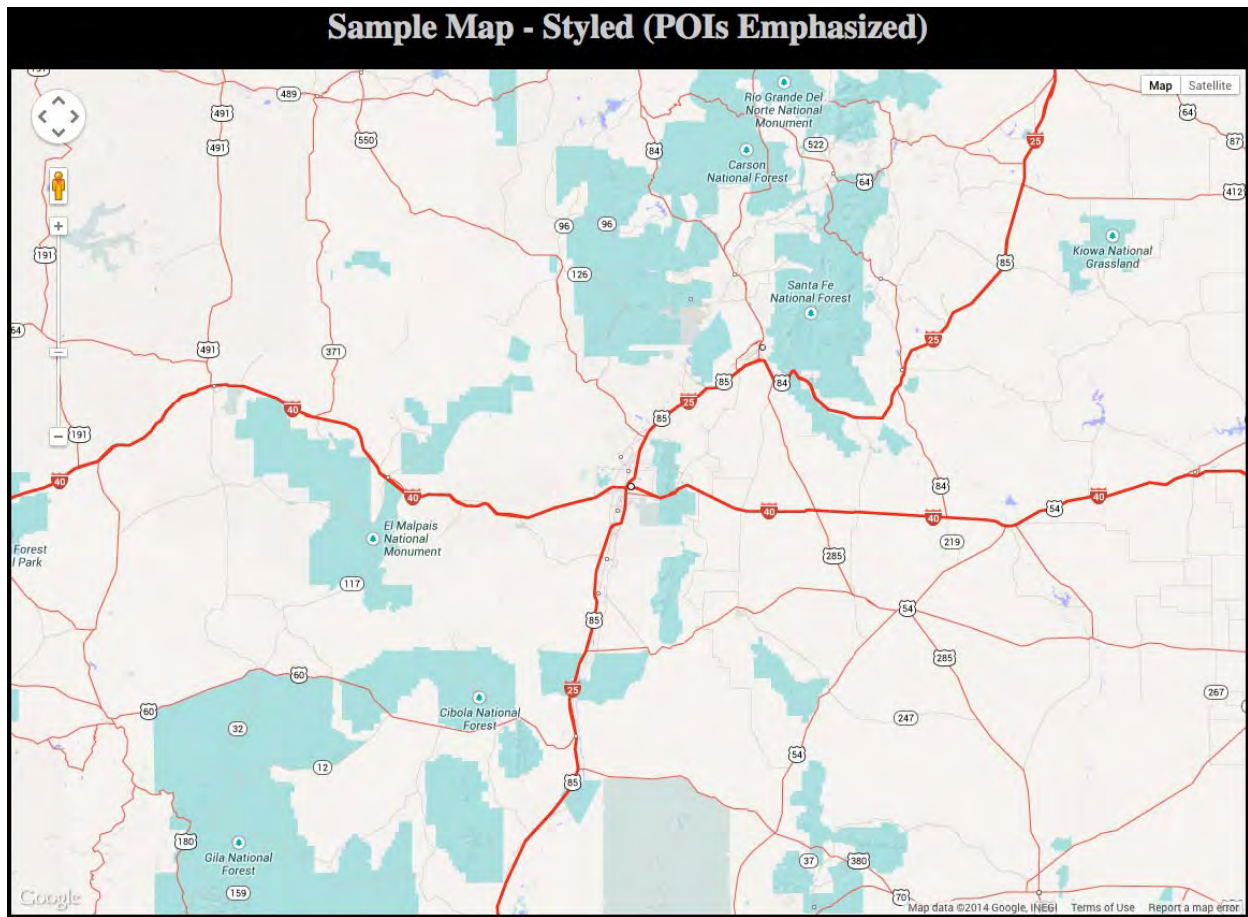 Sample Map - Styled (POIs Emphasized)
Map Satellite
191
489
491
550
491
84
Rio Grande Del
Norte National
Monument
Carson
National Forest
522
64
25
64
87
412
191
96
96
126
Kiowa National
Grassland
85
Santa Fe
National Forest
64
491
371
25
85
84
25
85
40
191
40
40
84
40
54
40
40
El Malpais
National
Monument
Forest
l Park
117
285
219
85
54
285
60
25
Cibola National
Forest
60
32
267
247
12
54
85
180
Gila National
Forest
159
37
380
70
Google
Map data ©2014 Google, INEGI Terms of Use Report a map error